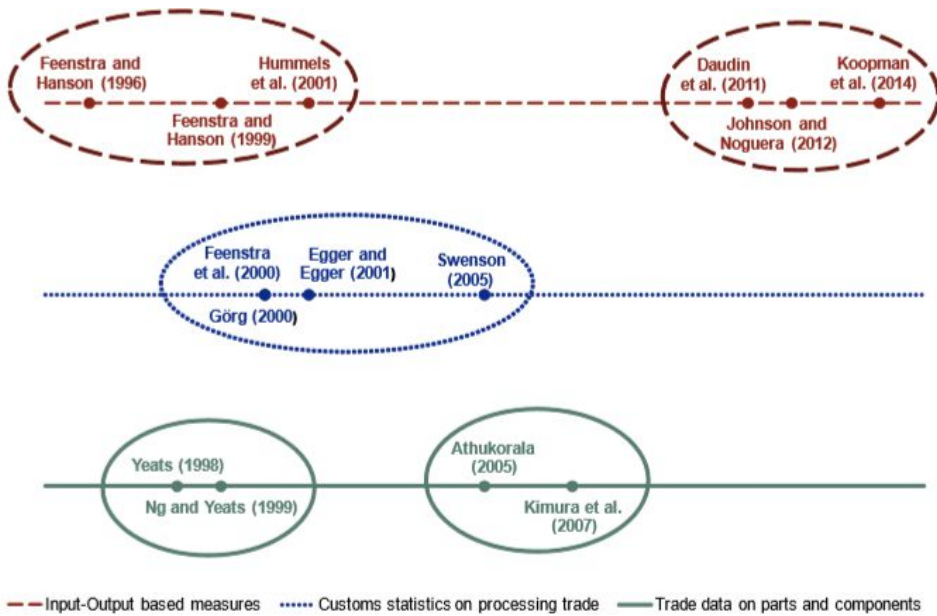 Feenstra and
Hanson (1996)
Hummels
et al. (2001)
Feenstra and
Hanson (1999)
Daudin
et al. (2011)
Koopman
et al. (2014)
Johnson and
Noguera (2012)
Feenstra
et al. (2000)
Egger and
Egger (2001)
Swenson
(2005)
Görg (2000)
Yeats (1998)
Ng and Yeats (1999)
Athukorala
(2005)
Kimura et al.
(2007)
Input-Output based measures
Customs statistics on processing trade
Trade data on parts and components